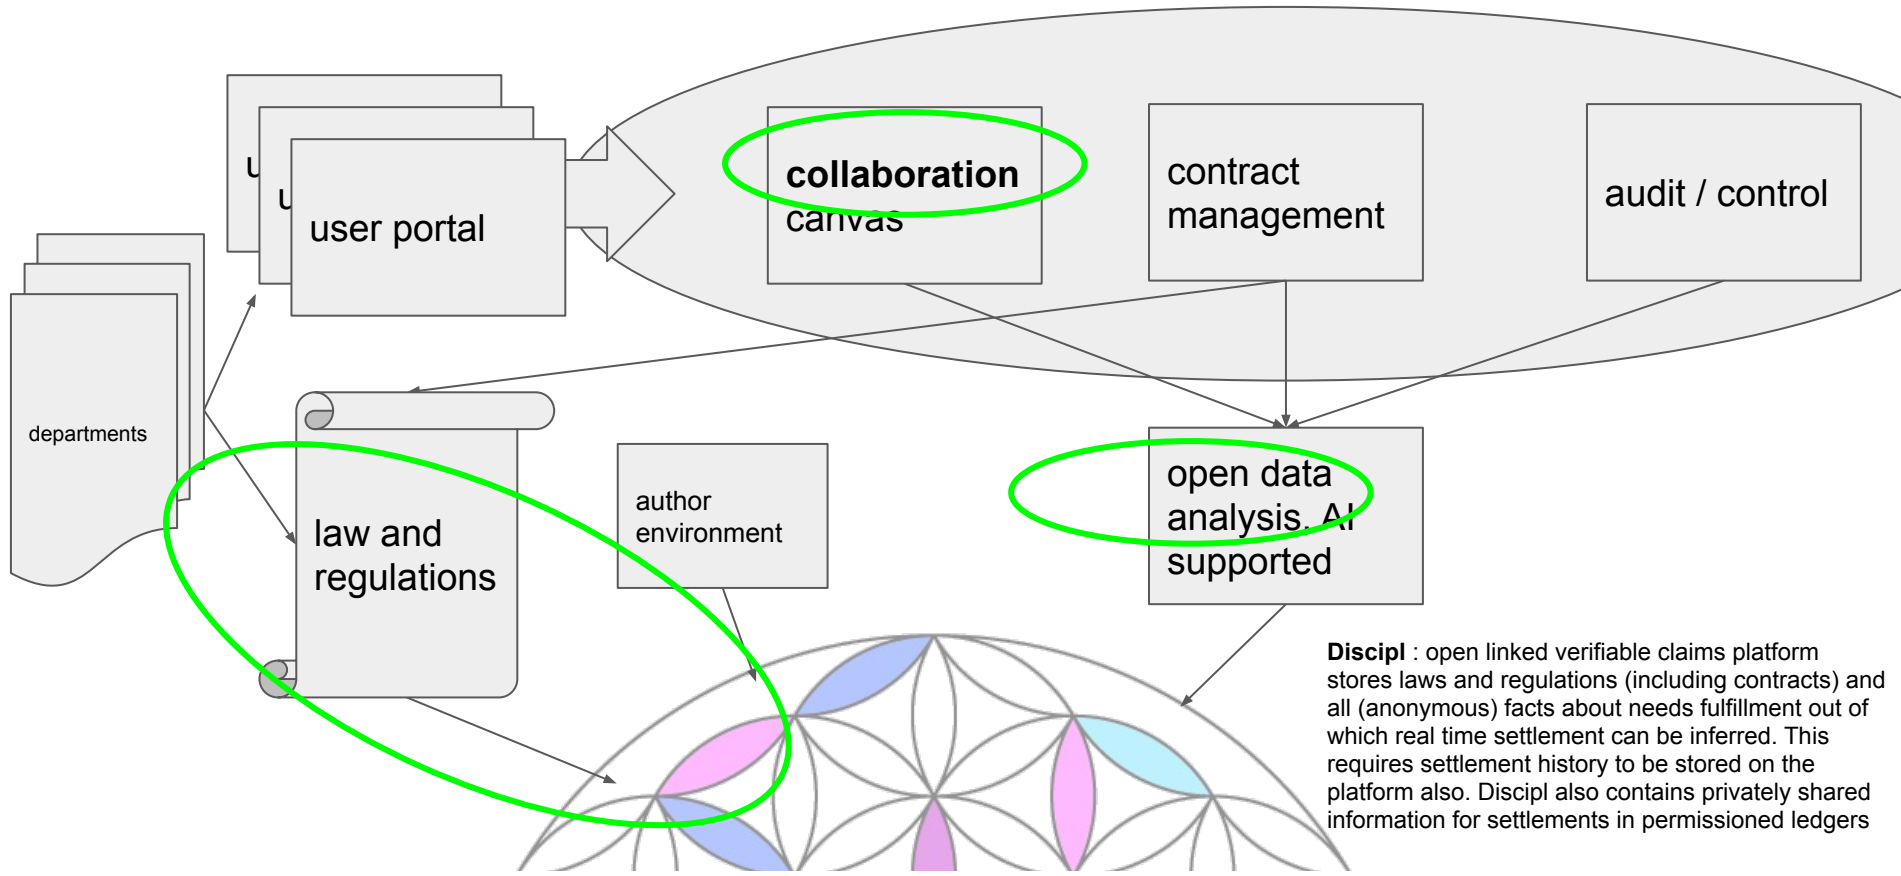 u
u
user portal
collaboration
canvas
contract
management
audit / control
departments
law and
regulations
author
environment
open data
analysis, AI
supported
Discipl : open linked verifiable claims platform
stores laws and regulations (including contracts) and
all (anonymous) facts about needs fulfillment out of
which real time settlement can be inferred. This
requires settlement history to be stored on the
platform also. Discipl also contains privately shared
information for settlements in permissioned ledgers